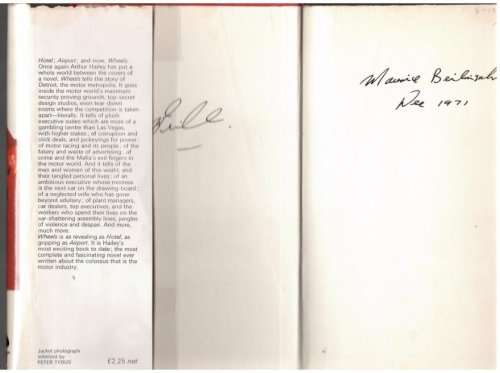 Hotel; Airport; and now, Wheels.
Once again Arthur Hailey has put a
whole world between the covers of
a novel. Wheels tells the story of
Detroit, the motor metropolis. It goes
inside the motor world's maximum
security proving grounds, top-secret
design studios, even tear-down
rooms where the competition is taken
apart—literally. It tells of plush
executive suites which are more of a
gambling centre than Las Vegas,
with higher stakes; of corruption and
slick deals, and jockeyings for power;
of motor racing and its people; of the
fakery and waste of advertising; of
crime and the Mafia's evil fingers in
the motor world. And it tells of the
men and women of this world, and
their tangled personal lives; of an
ambitious executive whose mistress
is the next car on the drawing board;
of a neglected wife who has gone
beyond adultery; of plant managers,
car dealers, top executives, and the
workers who spend their lives on the
ear-shattering assembly lines, jungles
of violence and despair. And more,
much more.
Wheels is as revealing as Hotel, as
gripping as Airport. It is Hailey's
most exciting book to date; the most
complete and fascinating novel ever
written about the colossus that is the
motor industry.
Jacket photograph
PETER TYBUS
£2.25 net
Maurice
Dec 1971